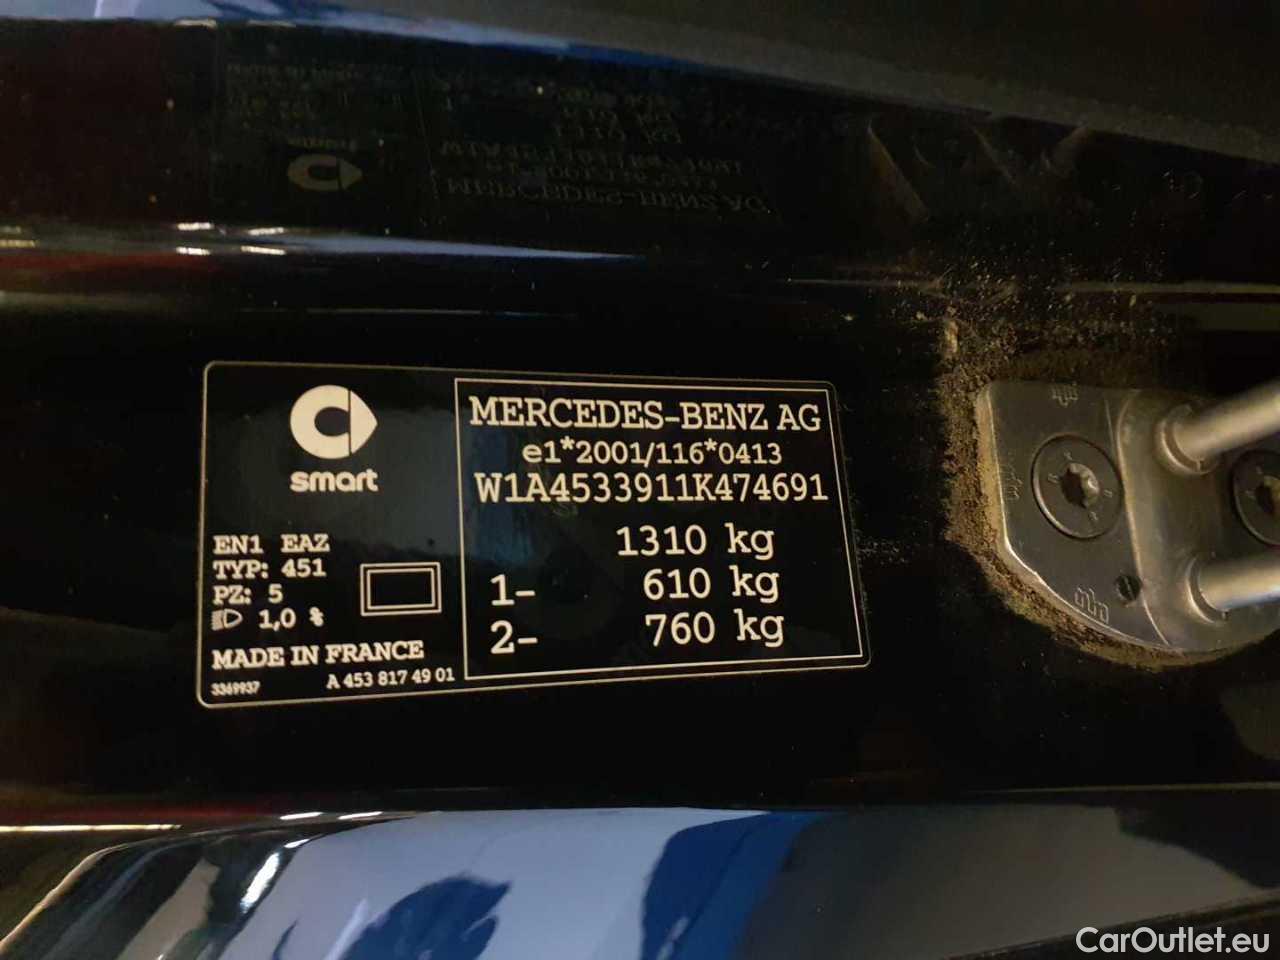 smart
EN1 EAZ
TYP: 451
PZ: 5
1,0 %
MADE IN FRANCE
3369937
A 453 817 49 01
MERCEDES-BENZ AG
e1*2001/116*0413
W1A4533911K474691
1310 kg
1- 610 kg
2- 760 kg
CarOutlet.eu